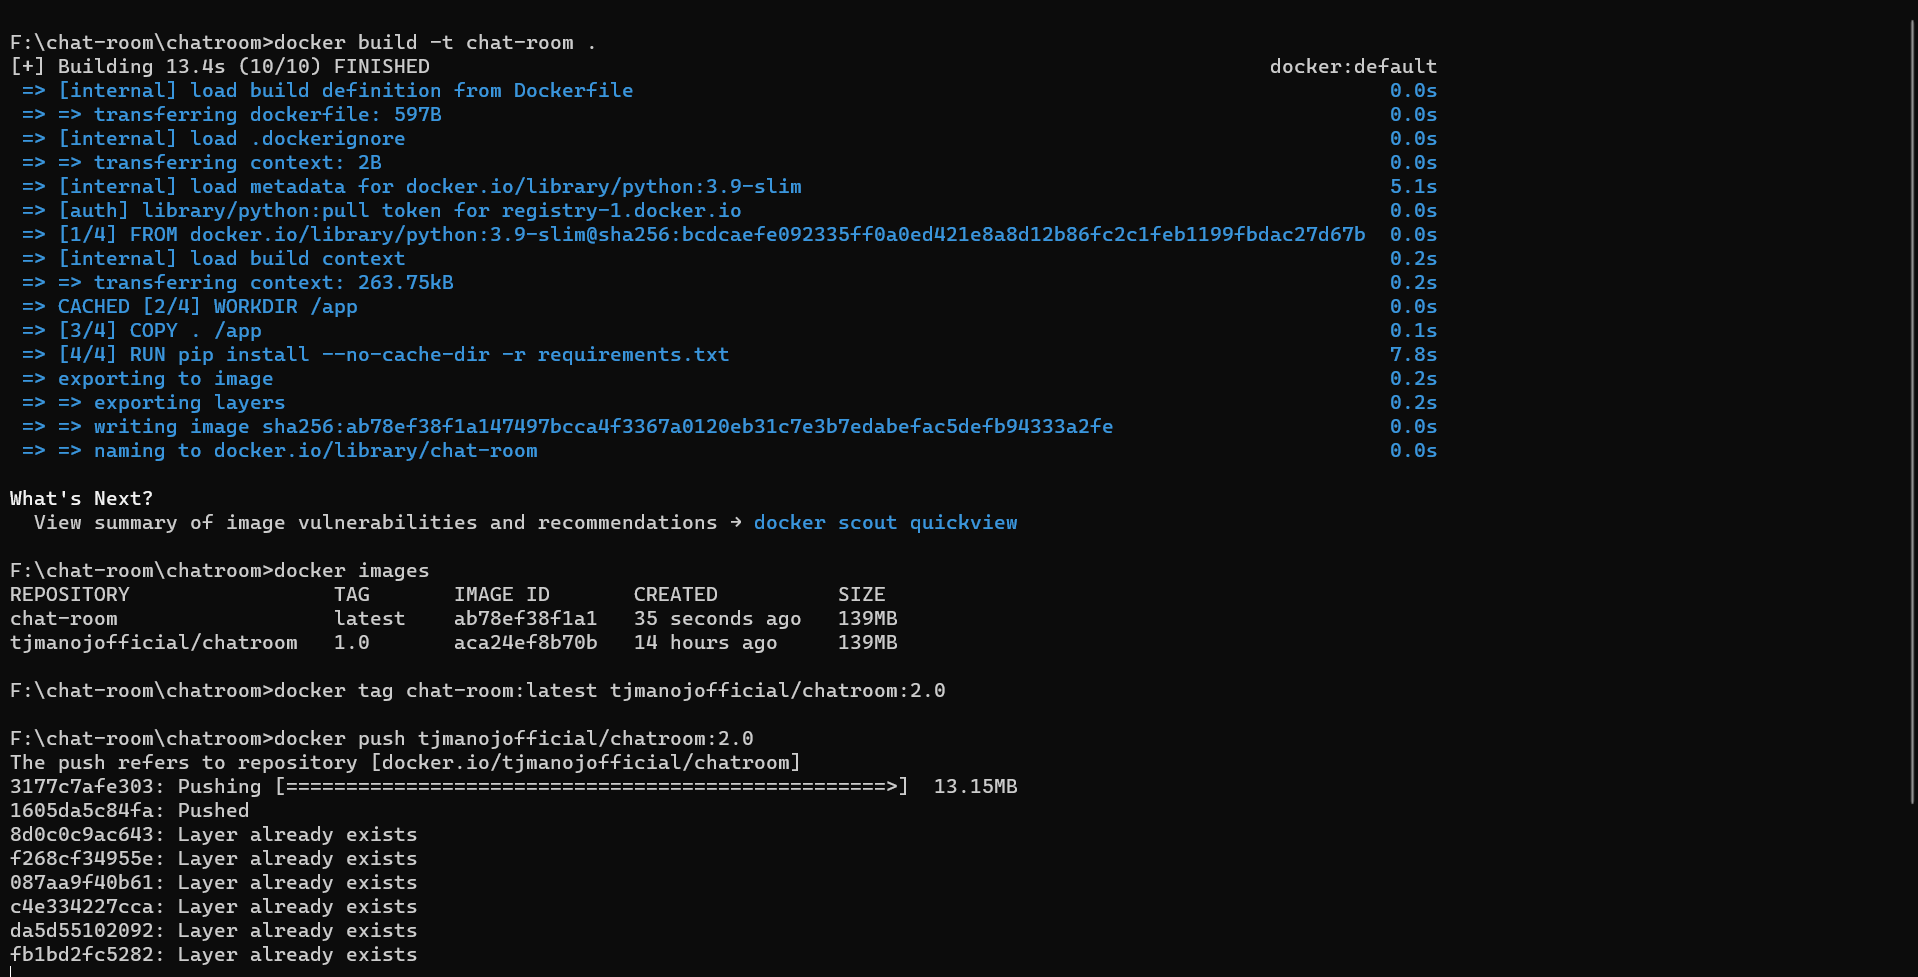 F:\chat-room\chatroom>docker build -t chat-room .
[+] Building 13.4s (10/10) FINISHED docker:default
=> [internal] load build definition from Dockerfile 0.0s
=> => transferring dockerfile: 597B 0.0s
=> [internal] load .dockerignore 0.0s
=> => transferring context: 2B 0.0s
=> [internal] load metadata for docker.io/library/python:3.9-slim 5.1s
=> [auth] library/python:pull token for registry-1.docker.io 0.0s
=> [1/4] FROM docker.io/library/python:3.9-slim@sha256:bcdcaefe092335ff0a0ed421e8a8d12b86fc2c1feb1199fbdac27d67b 0.0s
=> [internal] load build context 0.2s
=> => transferring context: 263.75kB 0.2s
=> CACHED [2/4] WORKDIR /app 0.0s
=> [3/4] COPY . /app 0.1s
=> [4/4] RUN pip install --no-cache-dir -r requirements.txt 7.8s
=> exporting to image 0.2s
=> => exporting layers 0.2s
=> => writing image sha256:ab78ef38f1a147497bcca4f3367a0120eb31c7e3b7edabefac5defb94333a2fe 0.0s
=> => naming to docker.io/library/chat-room 0.0s
What's Next?
View summary of image vulnerabilities and recommendations → docker scout quickview
F:\chat-room\chatroom>docker images
REPOSITORY TAG IMAGE ID CREATED SIZE
chat-room latest ab78ef38f1a1 35 seconds ago 139MB
tjmanojofficial/chatroom 1.0 aca24ef8b70b 14 hours ago 139MB
F:\chat-room\chatroom>docker tag chat-room:latest tjmanojofficial/chatroom:2.0
F:\chat-room\chatroom>docker push tjmanojofficial/chatroom:2.0
The push refers to repository [docker.io/tjmanojofficial/chatroom]
3177c7afe303: Pushing [==================================================>] 13.15MB
1605da5c84fa: Pushed
8d0c0c9ac643: Layer already exists
f268cf34955e: Layer already exists
087aa9f40b61: Layer already exists
c4e334227cca: Layer already exists
da5d55102092: Layer already exists
fb1bd2fc5282: Layer already exists